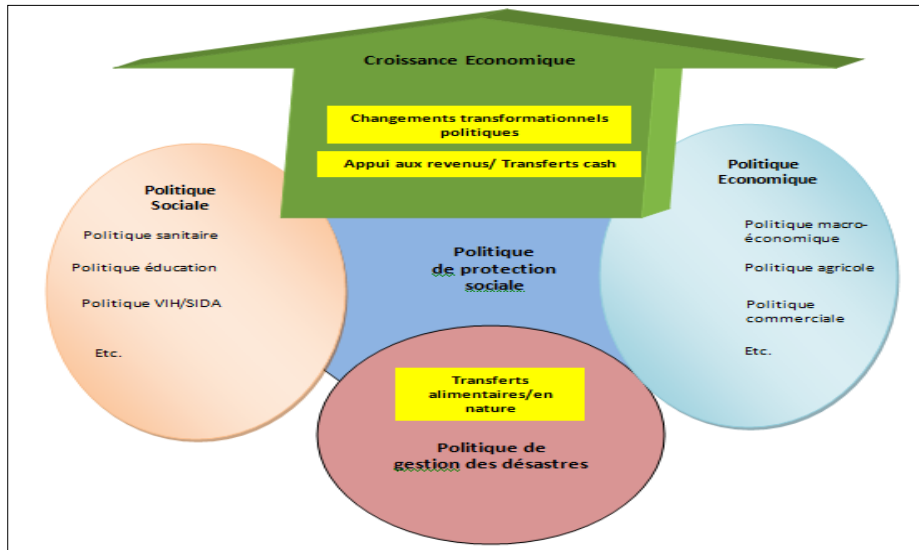 Croissance Economique
Changements transformationnels
politiques
Appui aux revenus/ Transferts cash
Politique
Sociale
Politique sanitaire
Politique éducation
Politique VIH/SIDA
Etc.
Politique
de protection
sociale
Politique
Economique
Politique macro-
économique
Politique agricole
Politique
commerciale
Etc.
Transferts
alimentaires/en
nature
Politique de
gestion des désastres